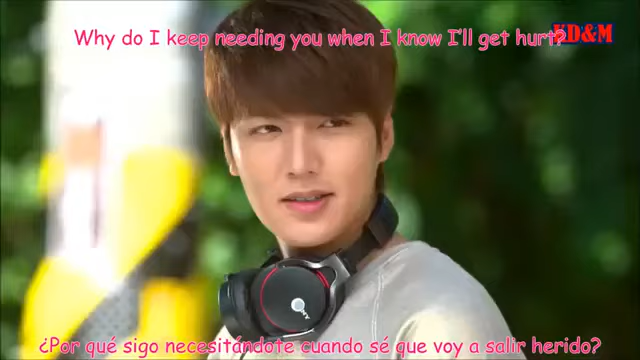 Why do I keep needing you when I know I'll get hurt?
KD&M
¿Por qué sigo necesitándote cuando sé que voy a salir herido?